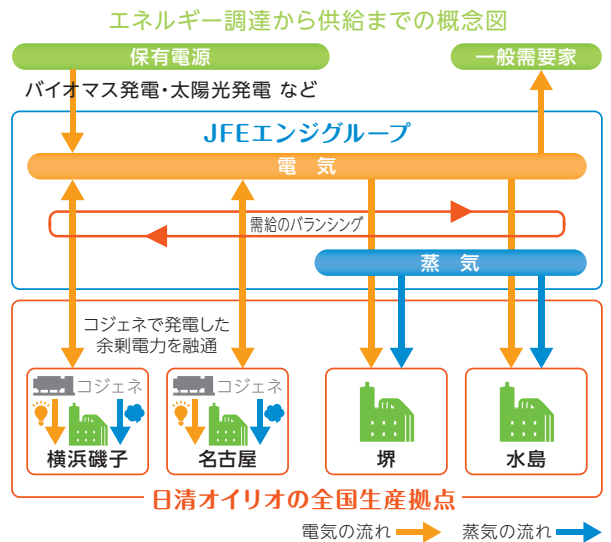 エネルギー調達から供給までの概念図
保有電源
一般需要家
バイオマス発電・太陽光発電 など
JFEエンジグループ
電 気
需給のバランシング
蒸 気
コジェネで発電した
余剰電力を融通
コジェネ
コジェネ
横浜磯子
名古屋
堺
水島
日清オイリオの全国生産拠点
電気の流れ
蒸気の流れ